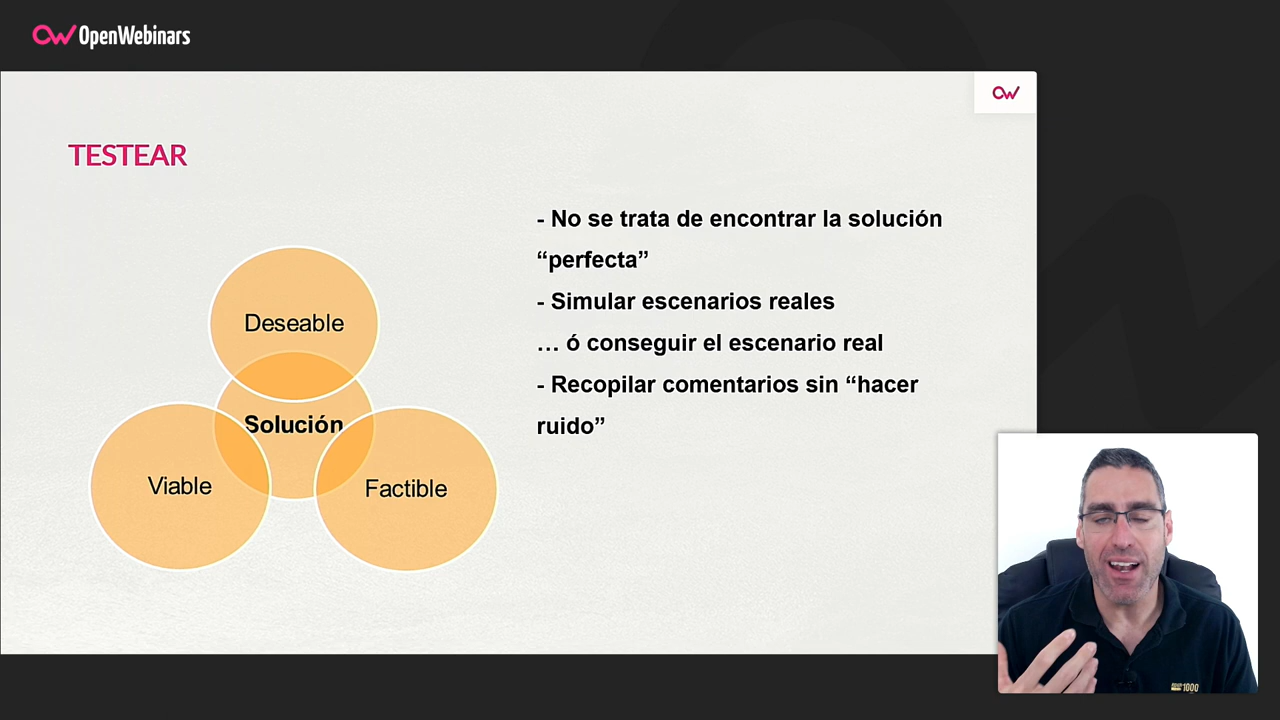 OpenWebinars
TESTEAR
Deseable
Solución
Viable
Factible
- No se trata de encontrar la solución
“perfecta”
- Simular escenarios reales
… ó conseguir el escenario real
- Recopilar comentarios sin “hacer
ruido”
1000